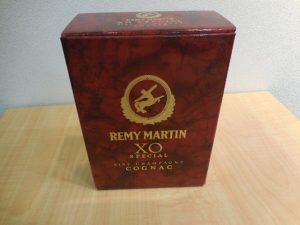 REMY MARTIN
XO
SPECIAL
FINE CHAMPAGNE
COGNAC